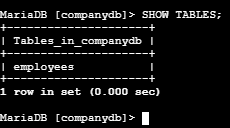 MariaDB [companydb]> SHOW TABLES;
+---------------------+
| Tables_in_companydb |
+---------------------+
| employees           |
+---------------------+
1 row in set (0.000 sec)
MariaDB [companydb]>